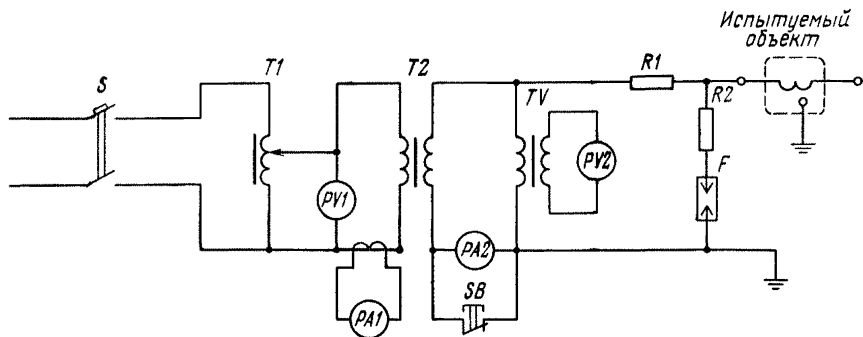 Испытуемый
объект
S
T1
T2
R1
TV
R2
PV1
PV2
F
PA2
SB
PA1